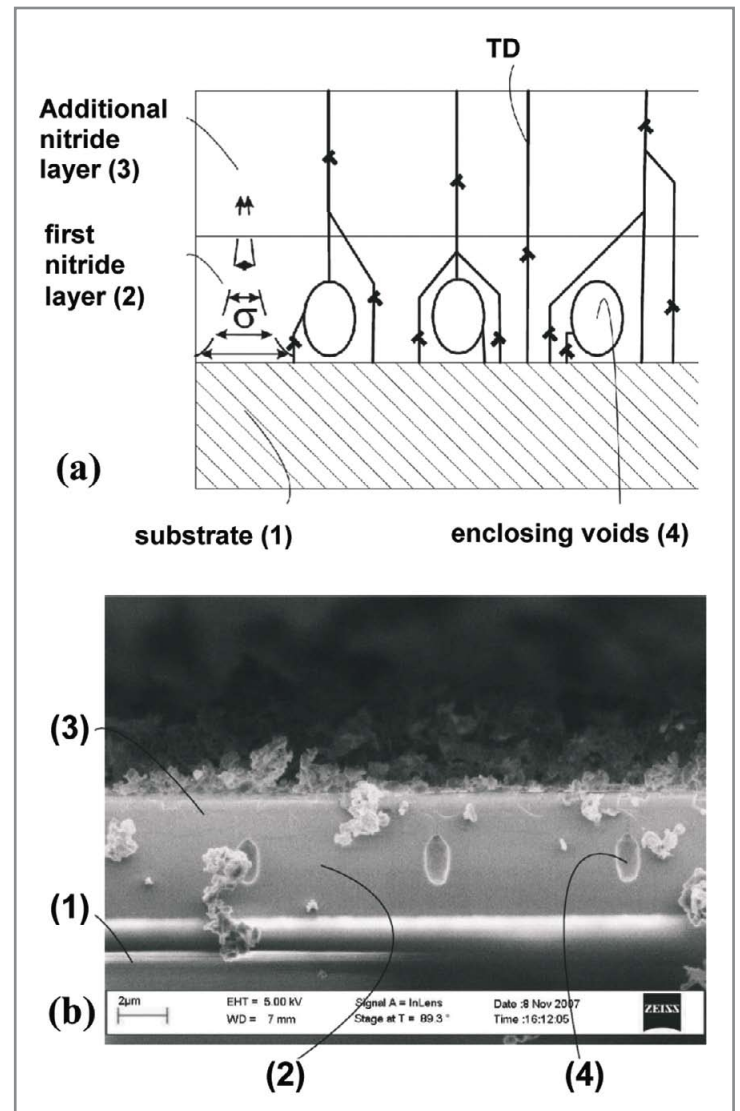 TD
Additional
nitride
layer (3)
first
nitride
layer (2)
σ
(a)
substrate (1)
enclosing voids (4)
(3)
(1)
2µm
EHT = 5.00 kV
WD = 7 mm
Signal A = InLens
Stage at T = 89.3 °
Date :8 Nov 2007
Time :16:12:05
ZEISS
(b)
(2)
(4)